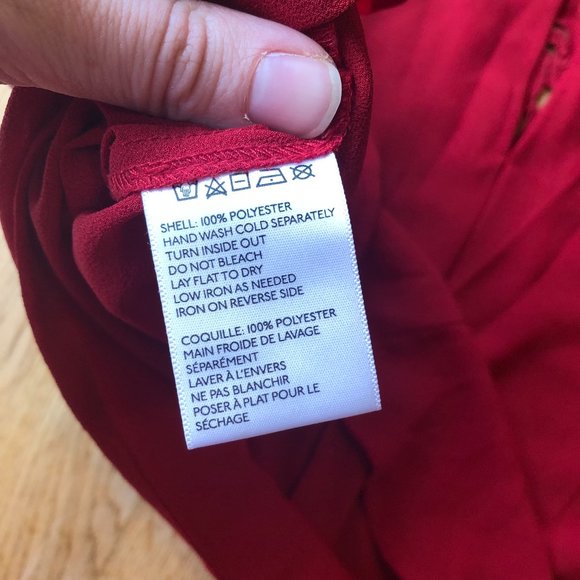 SHELL: 100% POLYESTER
HAND WASH COLD SEPARATELY
TURN INSIDE OUT
DO NOT BLEACH
LAY FLAT TO DRY
LOW IRON AS NEEDED
IRON ON REVERSE SIDE
COQUILLE: 100% POLYESTER
MAIN FROIDE DE LAVAGE
SÉPARÉMENT
LAVER À L'ENVERS
NE PAS BLANCHIR
POSER À PLAT POUR LE
SÉCHAGE